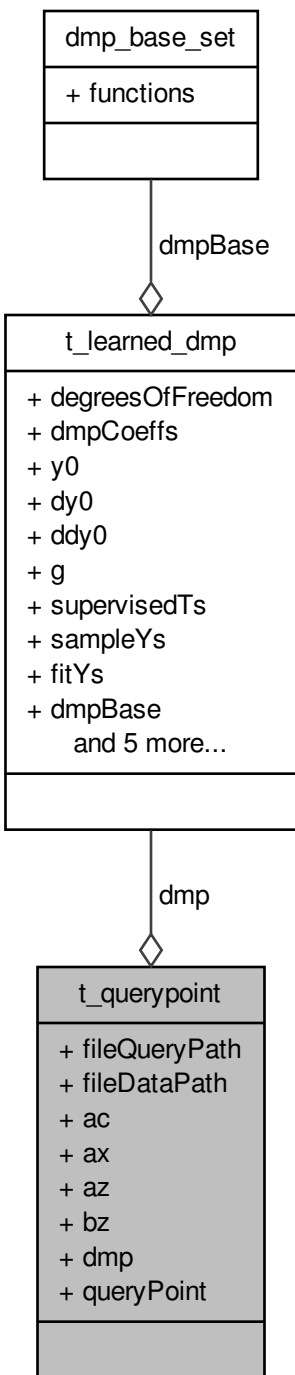 dmp_base_set
+ functions
dmpBase
t_learned_dmp
+ degreesOfFreedom
+ dmpCoeffs
+ y0
+ dy0
+ ddy0
+ g
+ supervisedTs
+ sampleYs
+ fitYs
+ dmpBase
and 5 more...
dmp
t_querypoint
+ fileQueryPath
+ fileDataPath
+ ac
+ ax
+ az
+ bz
+ dmp
+ queryPoint